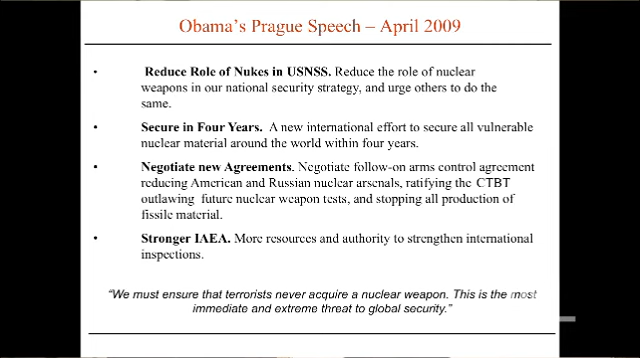 Obama's Prague Speech – April 2009
• Reduce Role of Nukes in USNSS. Reduce the role of nuclear
weapons in our national security strategy, and urge others to do the
same.
• Secure in Four Years. A new international effort to secure all vulnerable
nuclear material around the world within four years.
• Negotiate new Agreements. Negotiate follow-on arms control agreement
reducing American and Russian nuclear arsenals, ratifying the CTBT
outlawing future nuclear weapon tests, and stopping all production of
fissile material.
• Stronger IAEA. More resources and authority to strengthen international
inspections.
"We must ensure that terrorists never acquire a nuclear weapon. This is the most
immediate and extreme threat to global security."